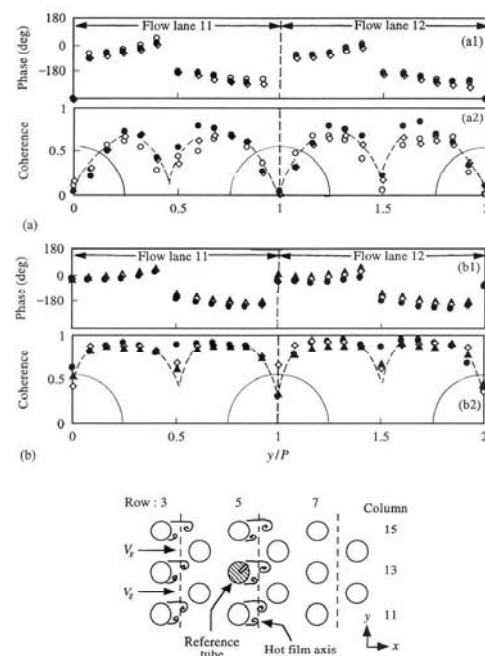 Flow lane 11
Flow lane 12
180
0
-180
Phase (deg)
(a1)
1
0.5
0
Coherence
(a2)
0
0.5
1
1.5
2
(a)
Flow lane 11
Flow lane 12
180
0
-180
Phase (deg)
(b1)
1
0.5
0
Coherence
(b2)
0
0.5
1
1.5
2
(b)
y/P
Row : 3
5
7
Column
15
13
11
Reference
tube
Hot film axis
y
x